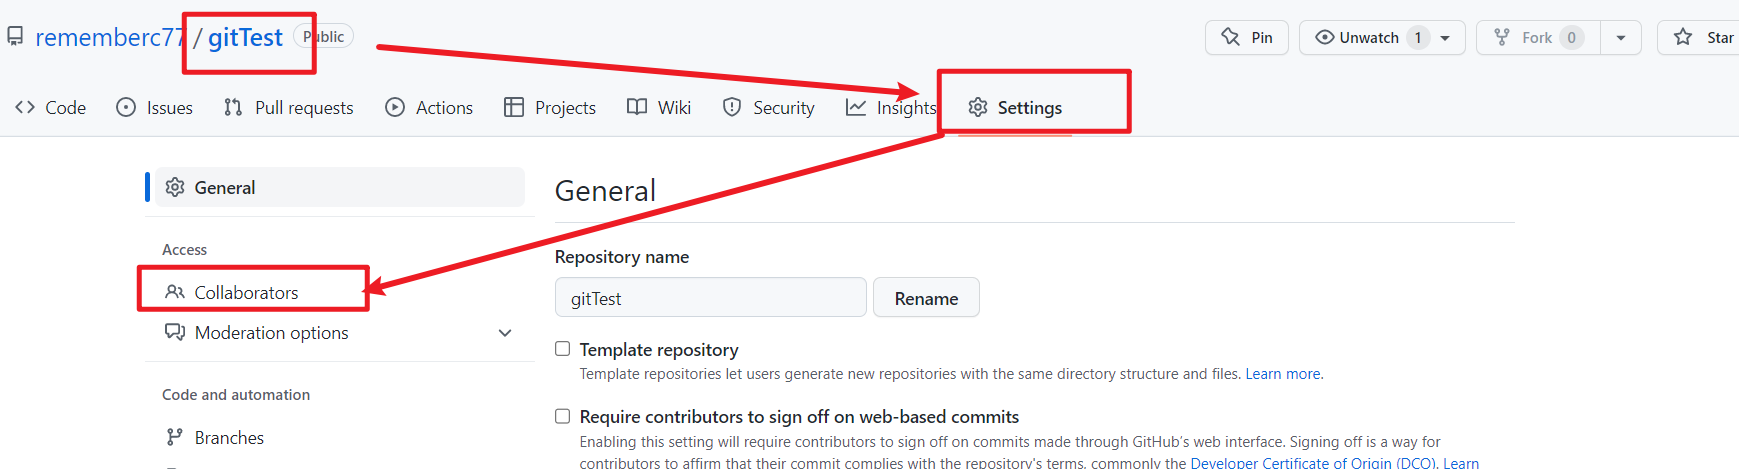 rememberc77 / gitTest Public
Pin Unwatch 1 Fork 0 Star
Code Issues Pull requests Actions Projects Wiki Security Insights Settings
General
General
Access
Repository name
Collaborators
gitTest Rename
Moderation options
Template repository
Template repositories let users generate new repositories with the same directory structure and files. Learn more.
Code and automation
Require contributors to sign off on web-based commits
Branches
Enabling this setting will require contributors to sign off on commits made through GitHub's web interface. Signing off is a way for
contributors to affirm that their commit complies with the repository's terms, commonly the Developer Certificate of Origin (DCO). Learn